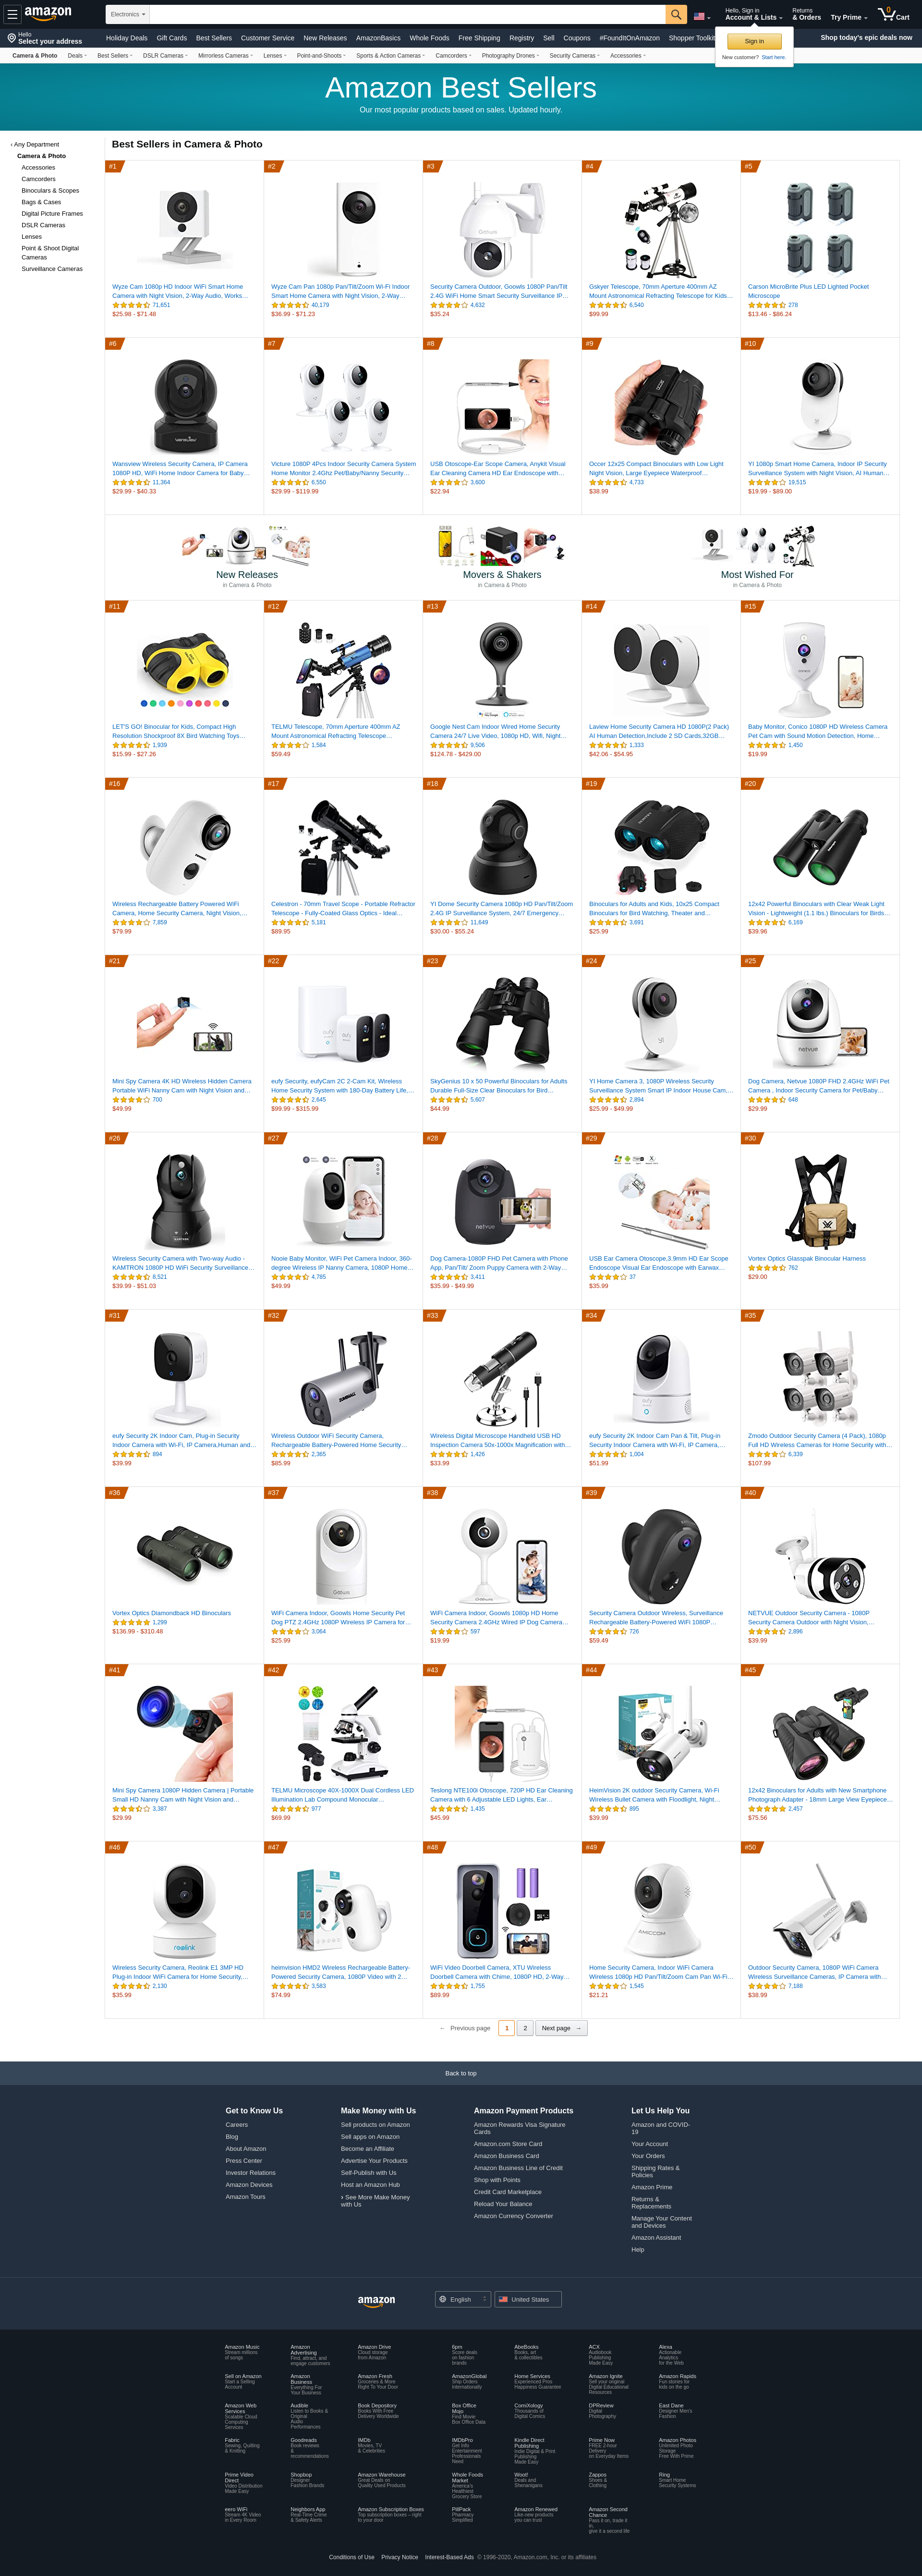 Hello
Select your address
amazon
Electronics
Hello, Sign in
Account & Lists
Returns
& Orders
Try Prime
0
Cart
Holiday Deals Gift Cards Best Sellers Customer Service New Releases AmazonBasics Whole Foods Free Shipping Registry Sell Coupons #FoundItOnAmazon Shopper Toolkit
Shop today's epic deals now
Sign in
New customer? Start here.
Camera & Photo Deals Best Sellers DSLR Cameras Mirrorless Cameras Lenses Point-and-Shoots Sports & Action Cameras Camcorders Photography Drones Security Cameras Accessories
Amazon Best Sellers
Our most popular products based on sales. Updated hourly.
‹ Any Department
Camera & Photo
Accessories
Camcorders
Binoculars & Scopes
Bags & Cases
Digital Picture Frames
DSLR Cameras
Lenses
Point & Shoot Digital
Cameras
Surveillance Cameras
Best Sellers in Camera & Photo
#1
Wyze Cam 1080p HD Indoor WiFi Smart Home
Camera with Night Vision, 2-Way Audio, Works…
71,651
$25.98 - $71.48
#2
Wyze Cam Pan 1080p Pan/Tilt/Zoom Wi-Fi Indoor
Smart Home Camera with Night Vision, 2-Way…
40,179
$36.99 - $71.23
#3
Security Camera Outdoor, Goowls 1080P Pan/Tilt
2.4G WiFi Home Smart Security Surveillance IP…
4,632
$35.24
#4
Gskyer Telescope, 70mm Aperture 400mm AZ
Mount Astronomical Refracting Telescope for Kids…
6,540
$99.99
#5
Carson MicroBrite Plus LED Lighted Pocket
Microscope
278
$13.46 - $86.24
#6
Wansview Wireless Security Camera, IP Camera
1080P HD, WiFi Home Indoor Camera for Baby…
11,364
$29.99 - $40.33
#7
Victure 1080P 4Pcs Indoor Security Camera System
Home Monitor 2.4Ghz Pet/Baby/Nanny Security…
6,550
$29.99 - $119.99
#8
USB Otoscope-Ear Scope Camera, Anykit Visual
Ear Cleaning Camera HD Ear Endoscope with…
3,600
$22.94
#9
Occer 12x25 Compact Binoculars with Low Light
Night Vision, Large Eyepiece Waterproof…
4,733
$38.99
#10
YI 1080p Smart Home Camera, Indoor IP Security
Surveillance System with Night Vision, AI Human…
19,515
$19.99 - $89.00
New Releases
in Camera & Photo
Movers & Shakers
in Camera & Photo
Most Wished For
in Camera & Photo
#11
LET'S GO! Binocular for Kids, Compact High
Resolution Shockproof 8X Bird Watching Toys…
1,939
$15.99 - $27.26
#12
TELMU Telescope, 70mm Aperture 400mm AZ
Mount Astronomical Refracting Telescope…
1,584
$59.49
#13
Google Nest Cam Indoor Wired Home Security
Camera 24/7 Live Video, 1080p HD, Wifi, Night…
9,506
$124.78 - $429.00
#14
Laview Home Security Camera HD 1080P(2 Pack)
AI Human Detection,Include 2 SD Cards,32GB…
1,333
$42.06 - $54.95
#15
Baby Monitor, Conico 1080P HD Wireless Camera
Pet Cam with Sound Motion Detection, Home…
1,450
$19.99
#16
Wireless Rechargeable Battery Powered WiFi
Camera, Home Security Camera, Night Vision,…
7,859
$79.99
#17
Celestron - 70mm Travel Scope - Portable Refractor
Telescope - Fully-Coated Glass Optics - Ideal…
5,181
$89.95
#18
YI Dome Security Camera 1080p HD Pan/Tilt/Zoom
2.4G IP Surveillance System, 24/7 Emergency…
11,649
$30.00 - $55.24
#19
Binoculars for Adults and Kids, 10x25 Compact
Binoculars for Bird Watching, Theater and…
3,691
$25.99
#20
12x42 Powerful Binoculars with Clear Weak Light
Vision - Lightweight (1.1 lbs.) Binoculars for Birds…
6,169
$39.96
#21
Mini Spy Camera 4K HD Wireless Hidden Camera
Portable WiFi Nanny Cam with Night Vision and…
700
$49.99
#22
eufy Security, eufyCam 2C 2-Cam Kit, Wireless
Home Security System with 180-Day Battery Life,…
2,645
$99.99 - $315.99
#23
SkyGenius 10 x 50 Powerful Binoculars for Adults
Durable Full-Size Clear Binoculars for Bird…
5,607
$44.99
#24
YI Home Camera 3, 1080P Wireless Security
Surveillance System Smart IP Indoor House Cam,…
2,894
$25.99 - $49.99
#25
Dog Camera, Netvue 1080P FHD 2.4GHz WiFi Pet
Camera , Indoor Security Camera for Pet/Baby…
648
$29.99
#26
Wireless Security Camera with Two-way Audio -
KAMTRON 1080P HD WiFi Security Surveillance…
8,521
$39.99 - $51.03
#27
Nooie Baby Monitor, WiFi Pet Camera Indoor, 360-
degree Wireless IP Nanny Camera, 1080P Home…
4,785
$49.99
#28
Dog Camera-1080P FHD Pet Camera with Phone
App, Pan/Tilt/ Zoom Puppy Camera with 2-Way…
3,411
$35.99 - $49.99
#29
USB Ear Camera Otoscope,3.9mm HD Ear Scope
Endoscope Visual Ear Endoscope with Earwax…
37
$35.99
#30
Vortex Optics Glasspak Binocular Harness
762
$29.00
#31
eufy Security 2K Indoor Cam, Plug-in Security
Indoor Camera with Wi-Fi, IP Camera,Human and…
894
$39.99
#32
Wireless Outdoor WiFi Security Camera,
Rechargeable Battery-Powered Home Security…
2,365
$85.99
#33
Wireless Digital Microscope Handheld USB HD
Inspection Camera 50x-1000x Magnification with…
1,426
$33.99
#34
eufy Security 2K Indoor Cam Pan & Tilt, Plug-in
Security Indoor Camera with Wi-Fi, IP Camera,…
1,004
$51.99
#35
Zmodo Outdoor Security Camera (4 Pack), 1080p
Full HD Wireless Cameras for Home Security with…
6,339
$107.99
#36
Vortex Optics Diamondback HD Binoculars
1,299
$136.99 - $310.48
#37
WiFi Camera Indoor, Goowls Home Security Pet
Dog PTZ 2.4GHz 1080P Wireless IP Camera for…
3,064
$25.99
#38
WiFi Camera Indoor, Goowls 1080p HD Home
Security Camera 2.4GHz Wired IP Dog Camera…
597
$19.99
#39
Security Camera Outdoor Wireless, Surveillance
Rechargeable Battery-Powered WiFi 1080P…
726
$59.49
#40
NETVUE Outdoor Security Camera - 1080P
Security Camera Outdoor with Night Vision,…
2,896
$39.99
#41
Mini Spy Camera 1080P Hidden Camera | Portable
Small HD Nanny Cam with Night Vision and…
3,387
$29.99
#42
TELMU Microscope 40X-1000X Dual Cordless LED
Illumination Lab Compound Monocular…
977
$69.99
#43
Teslong NTE100i Otoscope, 720P HD Ear Cleaning
Camera with 6 Adjustable LED Lights, Ear…
1,435
$45.99
#44
HeimVision 2K outdoor Security Camera, Wi-Fi
Wireless Bullet Camera with Floodlight, Night…
895
$39.99
#45
12x42 Binoculars for Adults with New Smartphone
Photograph Adapter - 18mm Large View Eyepiece…
2,457
$75.56
#46
Wireless Security Camera, Reolink E1 3MP HD
Plug-in Indoor WiFi Camera for Home Security,…
2,130
$35.99
#47
heimvision HMD2 Wireless Rechargeable Battery-
Powered Security Camera, 1080P Video with 2…
3,583
$74.99
#48
WiFi Video Doorbell Camera, XTU Wireless
Doorbell Camera with Chime, 1080P HD, 2-Way…
1,755
$89.99
#49
Home Security Camera, Indoor WiFi Camera
Wireless 1080p HD Pan/Tilt/Zoom Cam Pan Wi-Fi…
1,545
$21.21
#50
Outdoor Security Camera, 1080P WiFi Camera
Wireless Surveillance Cameras, IP Camera with…
7,188
$38.99
← Previous page 1 2 Next page →
Back to top
Get to Know Us
Careers
Blog
About Amazon
Press Center
Investor Relations
Amazon Devices
Amazon Tours
Make Money with Us
Sell products on Amazon
Sell apps on Amazon
Become an Affiliate
Advertise Your Products
Self-Publish with Us
Host an Amazon Hub
› See More Make Money
with Us
Amazon Payment Products
Amazon Rewards Visa Signature
Cards
Amazon.com Store Card
Amazon Business Card
Amazon Business Line of Credit
Shop with Points
Credit Card Marketplace
Reload Your Balance
Amazon Currency Converter
Let Us Help You
Amazon and COVID-
19
Your Account
Your Orders
Shipping Rates &
Policies
Amazon Prime
Returns &
Replacements
Manage Your Content
and Devices
Amazon Assistant
Help
amazon
English
United States
Amazon Music
Stream millions
of songs
Amazon
Advertising
Find, attract, and
engage customers
Amazon Drive
Cloud storage
from Amazon
6pm
Score deals
on fashion
brands
AbeBooks
Books, art
& collectibles
ACX
Audiobook
Publishing
Made Easy
Alexa
Actionable
Analytics
for the Web
Sell on Amazon
Start a Selling
Account
Amazon
Business
Everything For
Your Business
Amazon Fresh
Groceries & More
Right To Your Door
AmazonGlobal
Ship Orders
Internationally
Home Services
Experienced Pros
Happiness Guarantee
Amazon Ignite
Sell your original
Digital Educational
Resources
Amazon Rapids
Fun stories for
kids on the go
Amazon Web
Services
Scalable Cloud
Computing
Services
Audible
Listen to Books &
Original
Audio
Performances
Book Depository
Books With Free
Delivery Worldwide
Box Office
Mojo
Find Movie
Box Office Data
ComiXology
Thousands of
Digital Comics
DPReview
Digital
Photography
East Dane
Designer Men's
Fashion
Fabric
Sewing, Quilting
& Knitting
Goodreads
Book reviews
&
recommendations
IMDb
Movies, TV
& Celebrities
IMDbPro
Get Info
Entertainment
Professionals
Need
Kindle Direct
Publishing
Indie Digital & Print
Publishing
Made Easy
Prime Now
FREE 2-hour
Delivery
on Everyday Items
Amazon Photos
Unlimited Photo
Storage
Free With Prime
Prime Video
Direct
Video Distribution
Made Easy
Shopbop
Designer
Fashion Brands
Amazon Warehouse
Great Deals on
Quality Used Products
Whole Foods
Market
America's
Healthiest
Grocery Store
Woot!
Deals and
Shenanigans
Zappos
Shoes &
Clothing
Ring
Smart Home
Security Systems
eero WiFi
Stream 4K Video
in Every Room
Neighbors App
Real-Time Crime
& Safety Alerts
Amazon Subscription Boxes
Top subscription boxes – right
to your door
PillPack
Pharmacy
Simplified
Amazon Renewed
Like-new products
you can trust
Amazon Second
Chance
Pass it on, trade it
in,
give it a second life
Conditions of Use Privacy Notice Interest-Based Ads © 1996-2020, Amazon.com, Inc. or its affiliates